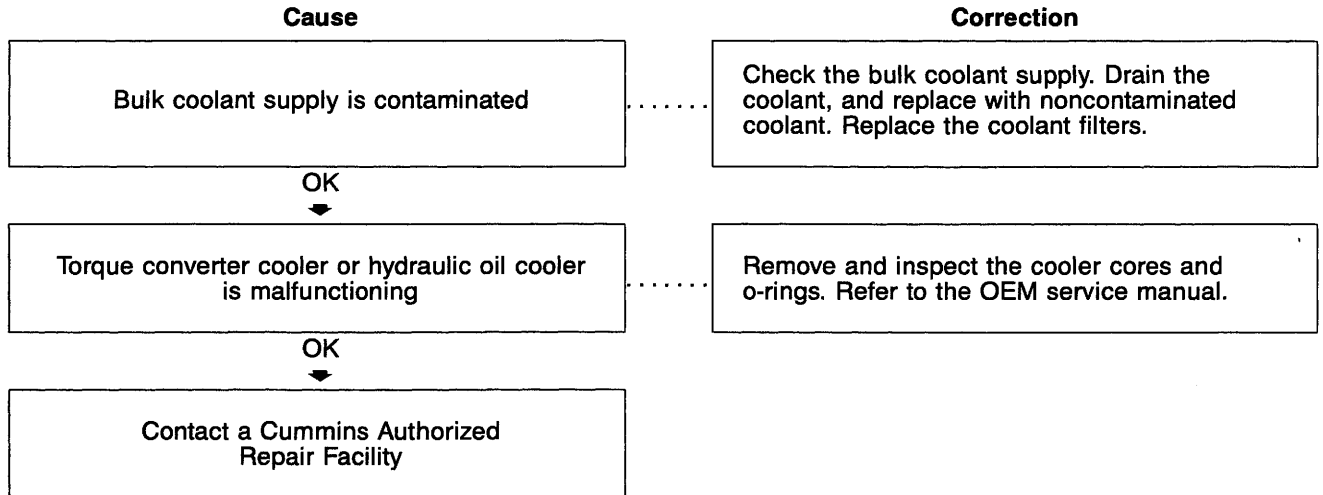 Cause
Correction
Bulk coolant supply is contaminated
Check the bulk coolant supply. Drain the
coolant, and replace with noncontaminated
coolant. Replace the coolant filters.
OK
Torque converter cooler or hydraulic oil cooler
is malfunctioning
Remove and inspect the cooler cores and
o-rings. Refer to the OEM service manual.
OK
Contact a Cummins Authorized
Repair Facility